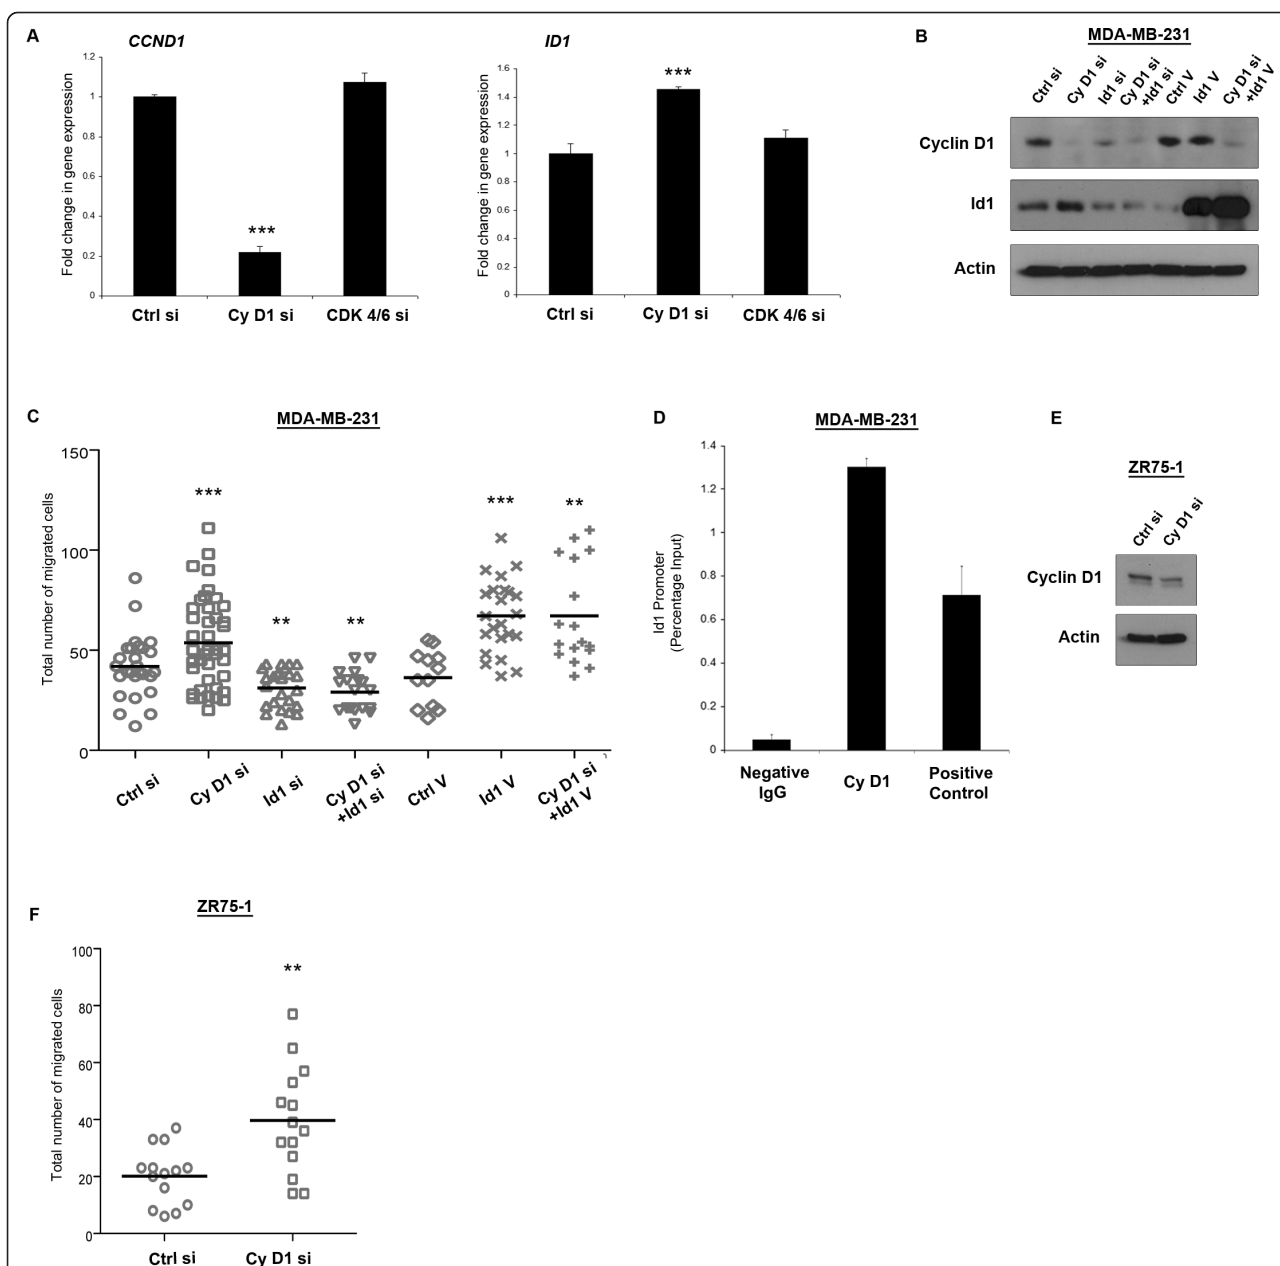 A
CCND1
Fold change in gene expression
1.2
1
0.8
0.6
0.4
0.2
0
***
Ctrl si
Cy D1 si
CDK 4/6 si
ID1
Fold change in gene expression
1.6
1.4
1.2
1
0.8
0.6
0.4
0.2
0
***
Ctrl si
Cy D1 si
CDK 4/6 si
B
MDA-MB-231
Ctrl si
Cy D1 si
Id1 si
Cy D1 si
+Id1 si
Ctrl V
Id1 V
Cy D1 si
+Id1 V
Cyclin D1
Id1
Actin
C
MDA-MB-231
Total number of migrated cells
150
100
50
0
***
**
**
***
**
Ctrl si
Cy D1 si
Id1 si
Cy D1 si
+Id1 si
Ctrl V
Id1 V
Cy D1 si
+Id1 V
D
MDA-MB-231
Id1 Promoter
(Percentage Input)
1.4
1.2
1
0.8
0.6
0.4
0.2
0
Negative
IgG
Cy D1
Positive
Control
E
ZR75-1
Ctrl si
Cy D1 si
Cyclin D1
Actin
F
ZR75-1
Total number of migrated cells
100
80
60
40
20
0
**
Ctrl si
Cy D1 si